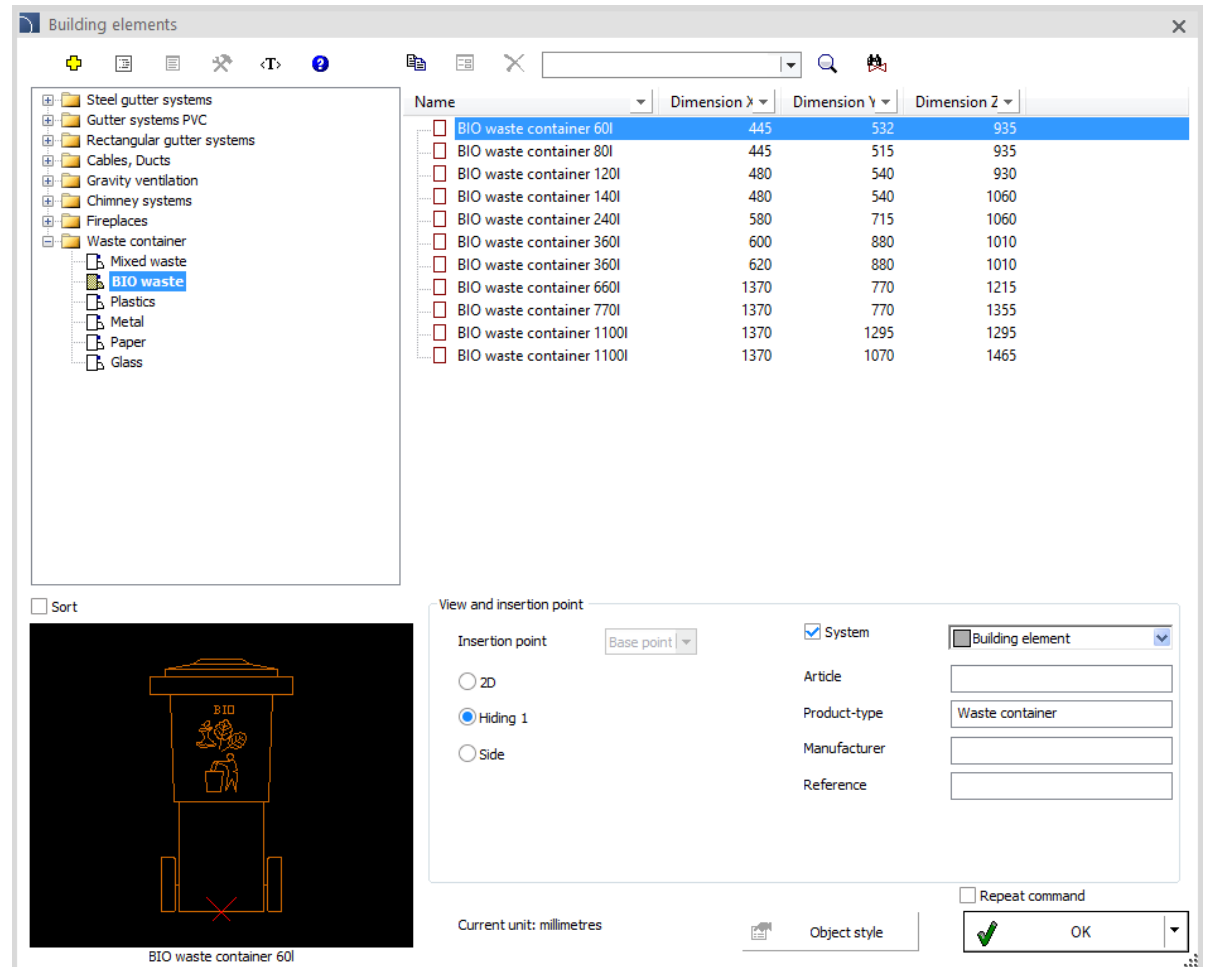 Building elements
<T>
Steel gutter systems
Gutter systems PVC
Rectangular gutter systems
Cables, Ducts
Gravity ventilation
Chimney systems
Fireplaces
Waste container
Mixed waste
BIO waste
Plastics
Metal
Paper
Glass
Name Dimension X Dimension Y Dimension Z
BIO waste container 60l 445 532 935
BIO waste container 80l 445 515 935
BIO waste container 120l 480 540 930
BIO waste container 140l 480 540 1060
BIO waste container 240l 580 715 1060
BIO waste container 360l 600 880 1010
BIO waste container 360l 620 880 1010
BIO waste container 660l 1370 770 1215
BIO waste container 770l 1370 770 1355
BIO waste container 1100l 1370 1295 1295
BIO waste container 1100l 1370 1070 1465
Sort
BIO
BIO waste container 60l
View and insertion point
Insertion point Base point
2D
Hiding 1
Side
System Building element
Article
Product-type Waste container
Manufacturer
Reference
Repeat command
Current unit: millimetres
Object style
OK